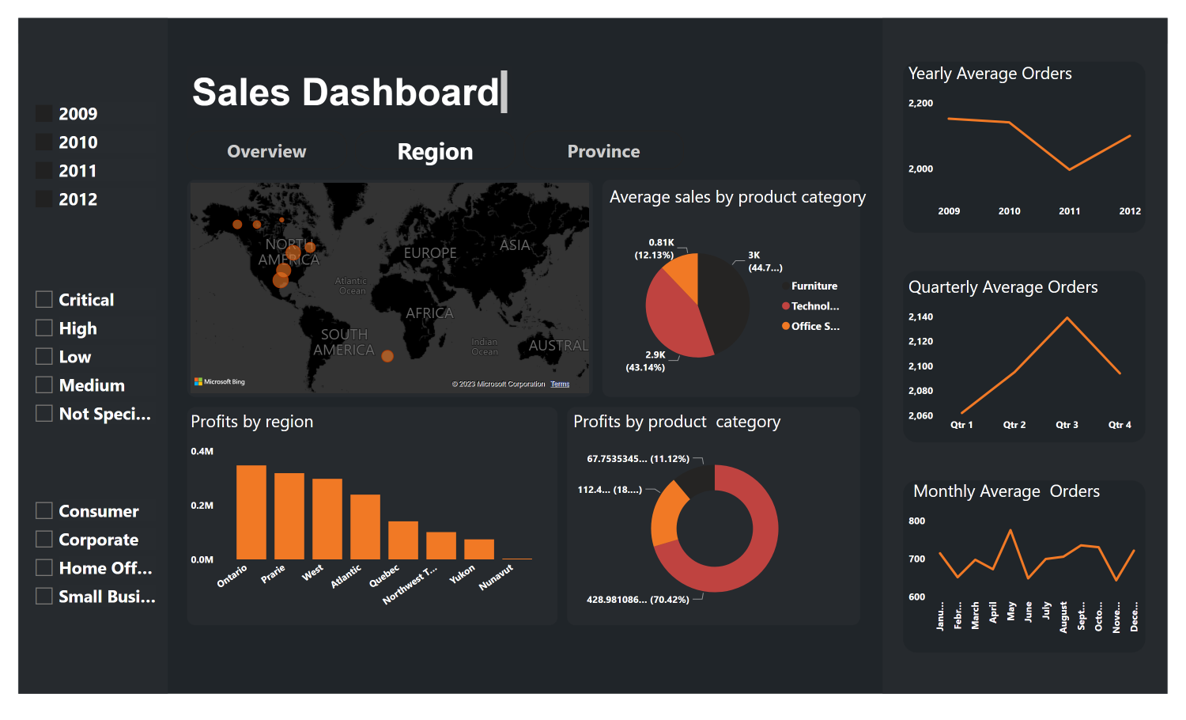 Sales Dashboard
2009
2010
2011
2012
Critical
High
Low
Medium
Not Speci...
Consumer
Corporate
Home Off...
Small Busi...
Overview
Region
Province
NORTH
AMERICA
EUROPE
ASIA
Atlantic
Ocean
AFRICA
SOUTH
AMERICA
Indian
Ocean
AUSTRAL
Microsoft Bing
© 2023 Microsoft Corporation Terms
Average sales by product category
0.81K
(12.13%)
3K
(44.7...)
2.9K
(43.14%)
Furniture
Technol...
Office S...
Profits by region
0.4M
0.2M
0.0M
Ontario
Prarie
West
Atlantic
Quebec
Northwest T...
Yukon
Nunavut
Profits by product category
67.7535345... (11.12%)
112.4... (18....)
428.981086... (70.42%)
Yearly Average Orders
2,200
2,000
2009 2010 2011 2012
Quarterly Average Orders
2,140
2,120
2,100
2,080
2,060
Qtr 1 Qtr 2 Qtr 3 Qtr 4
Monthly Average Orders
800
700
600
Janu...
Febr...
March
April
May
June
July
August
Sept...
Octo...
Nove...
Dece...